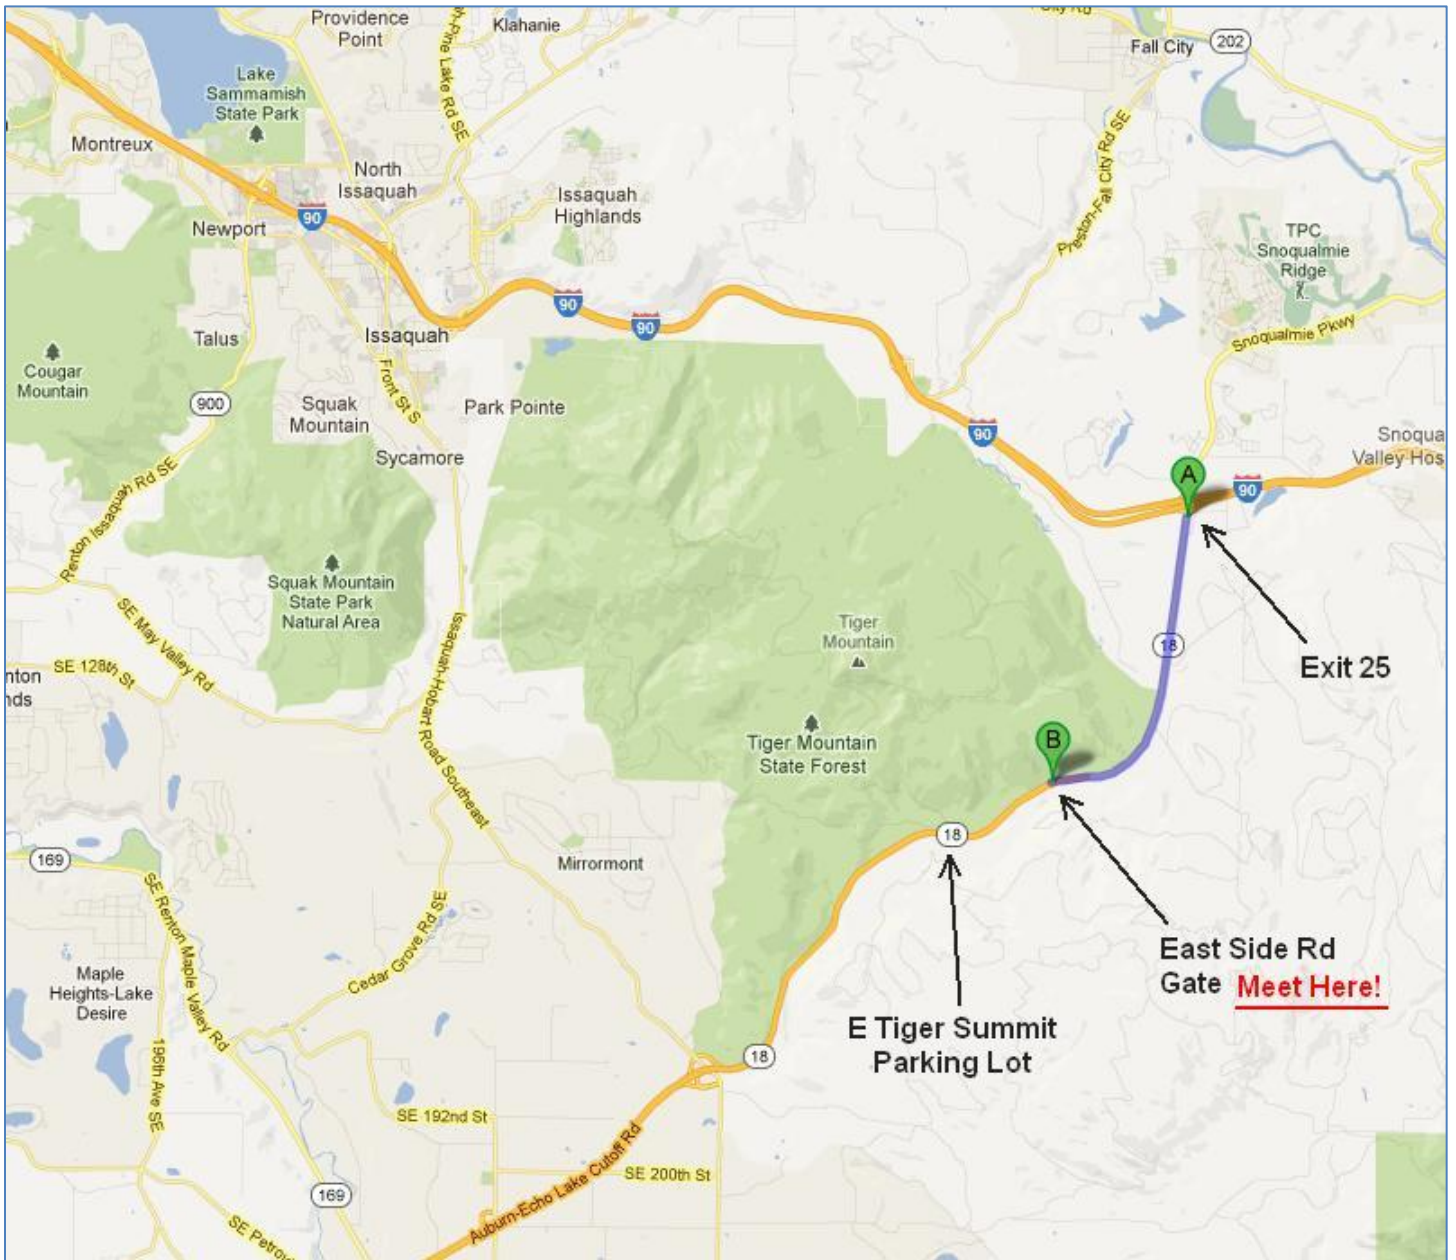 Providence
Point
Klahanie
Fall City
202
Lake
Sammamish
State Park
Montreux
North
Issaquah
Issaquah
Highlands
Newport
90
Preston-Fall City Rd SE
TPC
Snoqualmie
Ridge
90
90
Talus
Issaquah
Snoqualmie Pkwy
Cougar
Mountain
900
Front St S
Squak
Mountain
Park Pointe
90
Snoqua
Valley Hos
Sycamore
Renton Issaquah Rd SE
A
90
Squak Mountain
State Park
Natural Area
SE May Valley Rd
Issaquah-Hobart Road Southeast
Tiger
Mountain
18
Exit 25
SE 128th St
nton
nds
B
Tiger Mountain
State Forest
18
Mirrormont
169
SE Renton Maple Valley Rd
Cedar Grove Rd SE
East Side Rd
Gate Meet Here!
Maple
Heights-Lake
Desire
E Tiger Summit
Parking Lot
196th Ave SE
18
SE 192nd St
Auburn-Echo Lake Cutoff Rd
SE 200th St
169